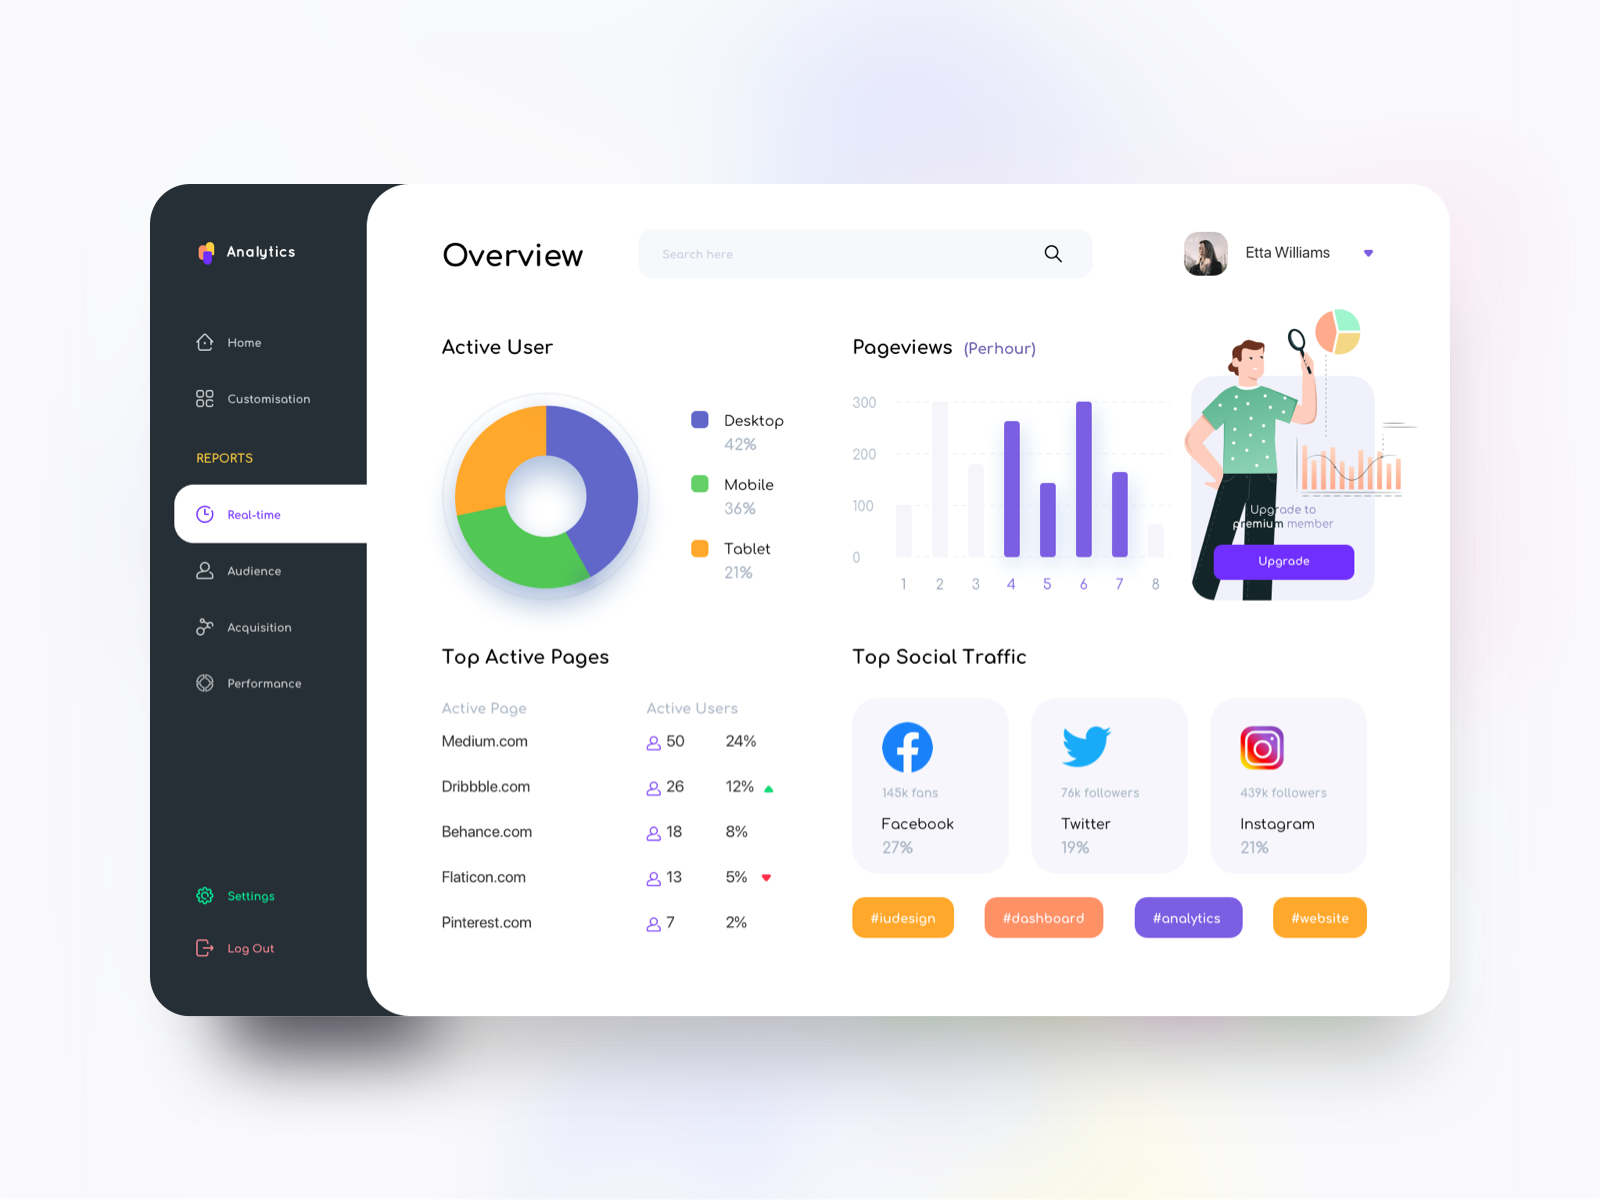 Analytics
Home
Customisation
REPORTS
Real-time
Audience
Acquisition
Performance
Settings
Log Out
Overview
Search here
Etta Williams
Active User
Desktop
42%
Mobile
36%
Tablet
21%
Pageviews (Perhour)
300
200
100
0
1 2 3 4 5 6 7 8
Upgrade to
premium member
Upgrade
Top Active Pages
Active Page Active Users
Medium.com 50 24%
Dribbble.com 26 12%
Behance.com 18 8%
Flaticon.com 13 5%
Pinterest.com 7 2%
Top Social Traffic
145k fans
Facebook
27%
76k followers
Twitter
19%
439k followers
Instagram
21%
#iudesign #dashboard #analytics #website